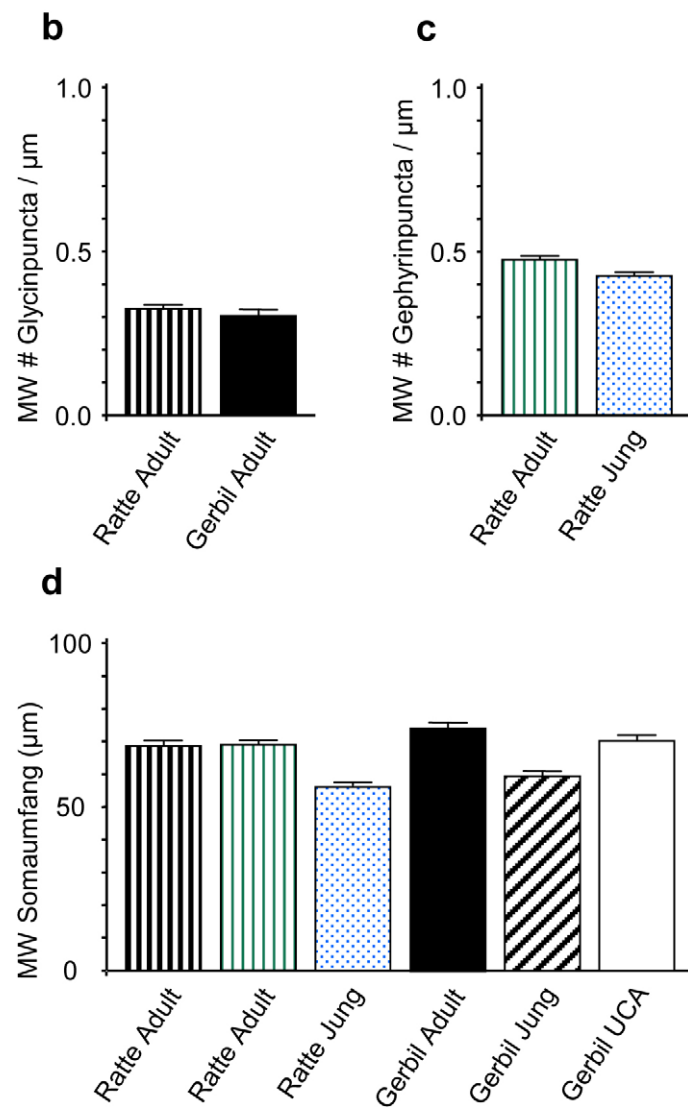 b
MW # Glycinpuncta / µm
1.0
0.5
0.0
Ratte Adult
Gerbil Adult
c
MW # Gephyrinpuncta / µm
1.0
0.5
0.0
Ratte Adult
Ratte Jung
d
MW Somaumfang (µm)
100
50
0
Ratte Adult
Ratte Adult
Ratte Jung
Gerbil Adult
Gerbil Jung
Gerbil UCA